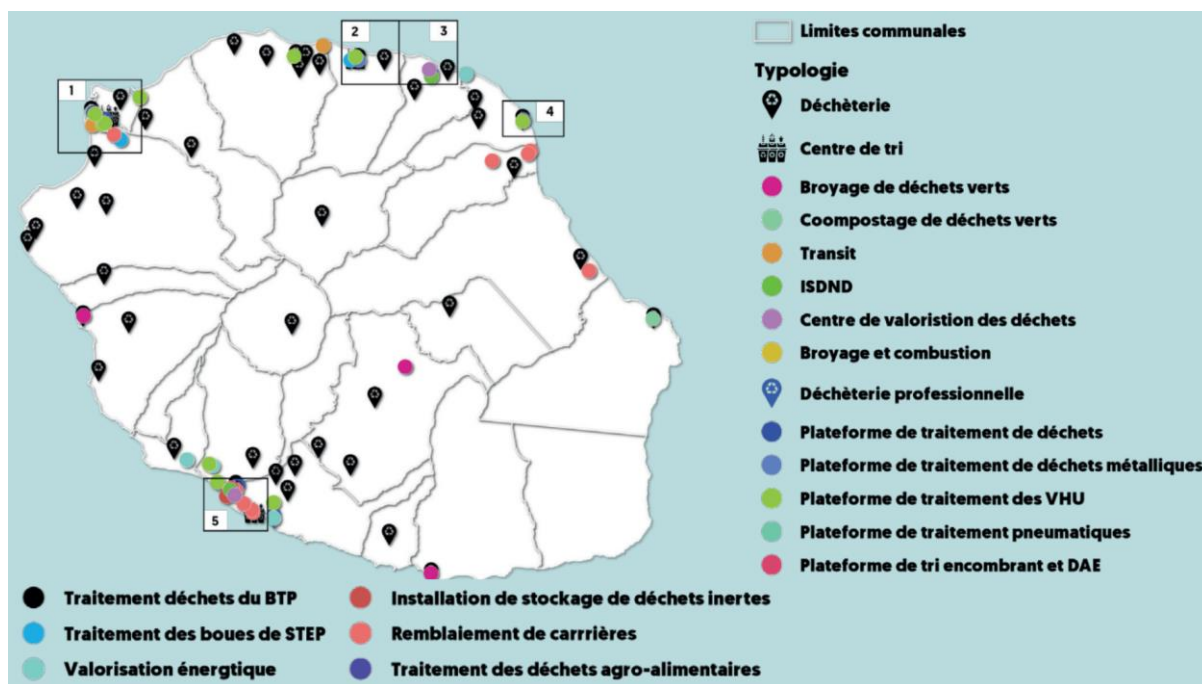 1
2
3
4
5
Limites communales
Typologie
Déchèterie
Centre de tri
Broyage de déchets verts
Coompostage de déchets verts
Transit
ISDND
Centre de valoristion des déchets
Broyage et combustion
Déchèterie professionnelle
Plateforme de traitement de déchets
Plateforme de traitement de déchets métalliques
Plateforme de traitement des VHU
Plateforme de traitement pneumatiques
Plateforme de tri encombrant et DAE
Traitement déchets du BTP
Traitement des boues de STEP
Valorisation énergtique
Installation de stockage de déchets inertes
Remblaiement de carrrières
Traitement des déchets agro-alimentaires